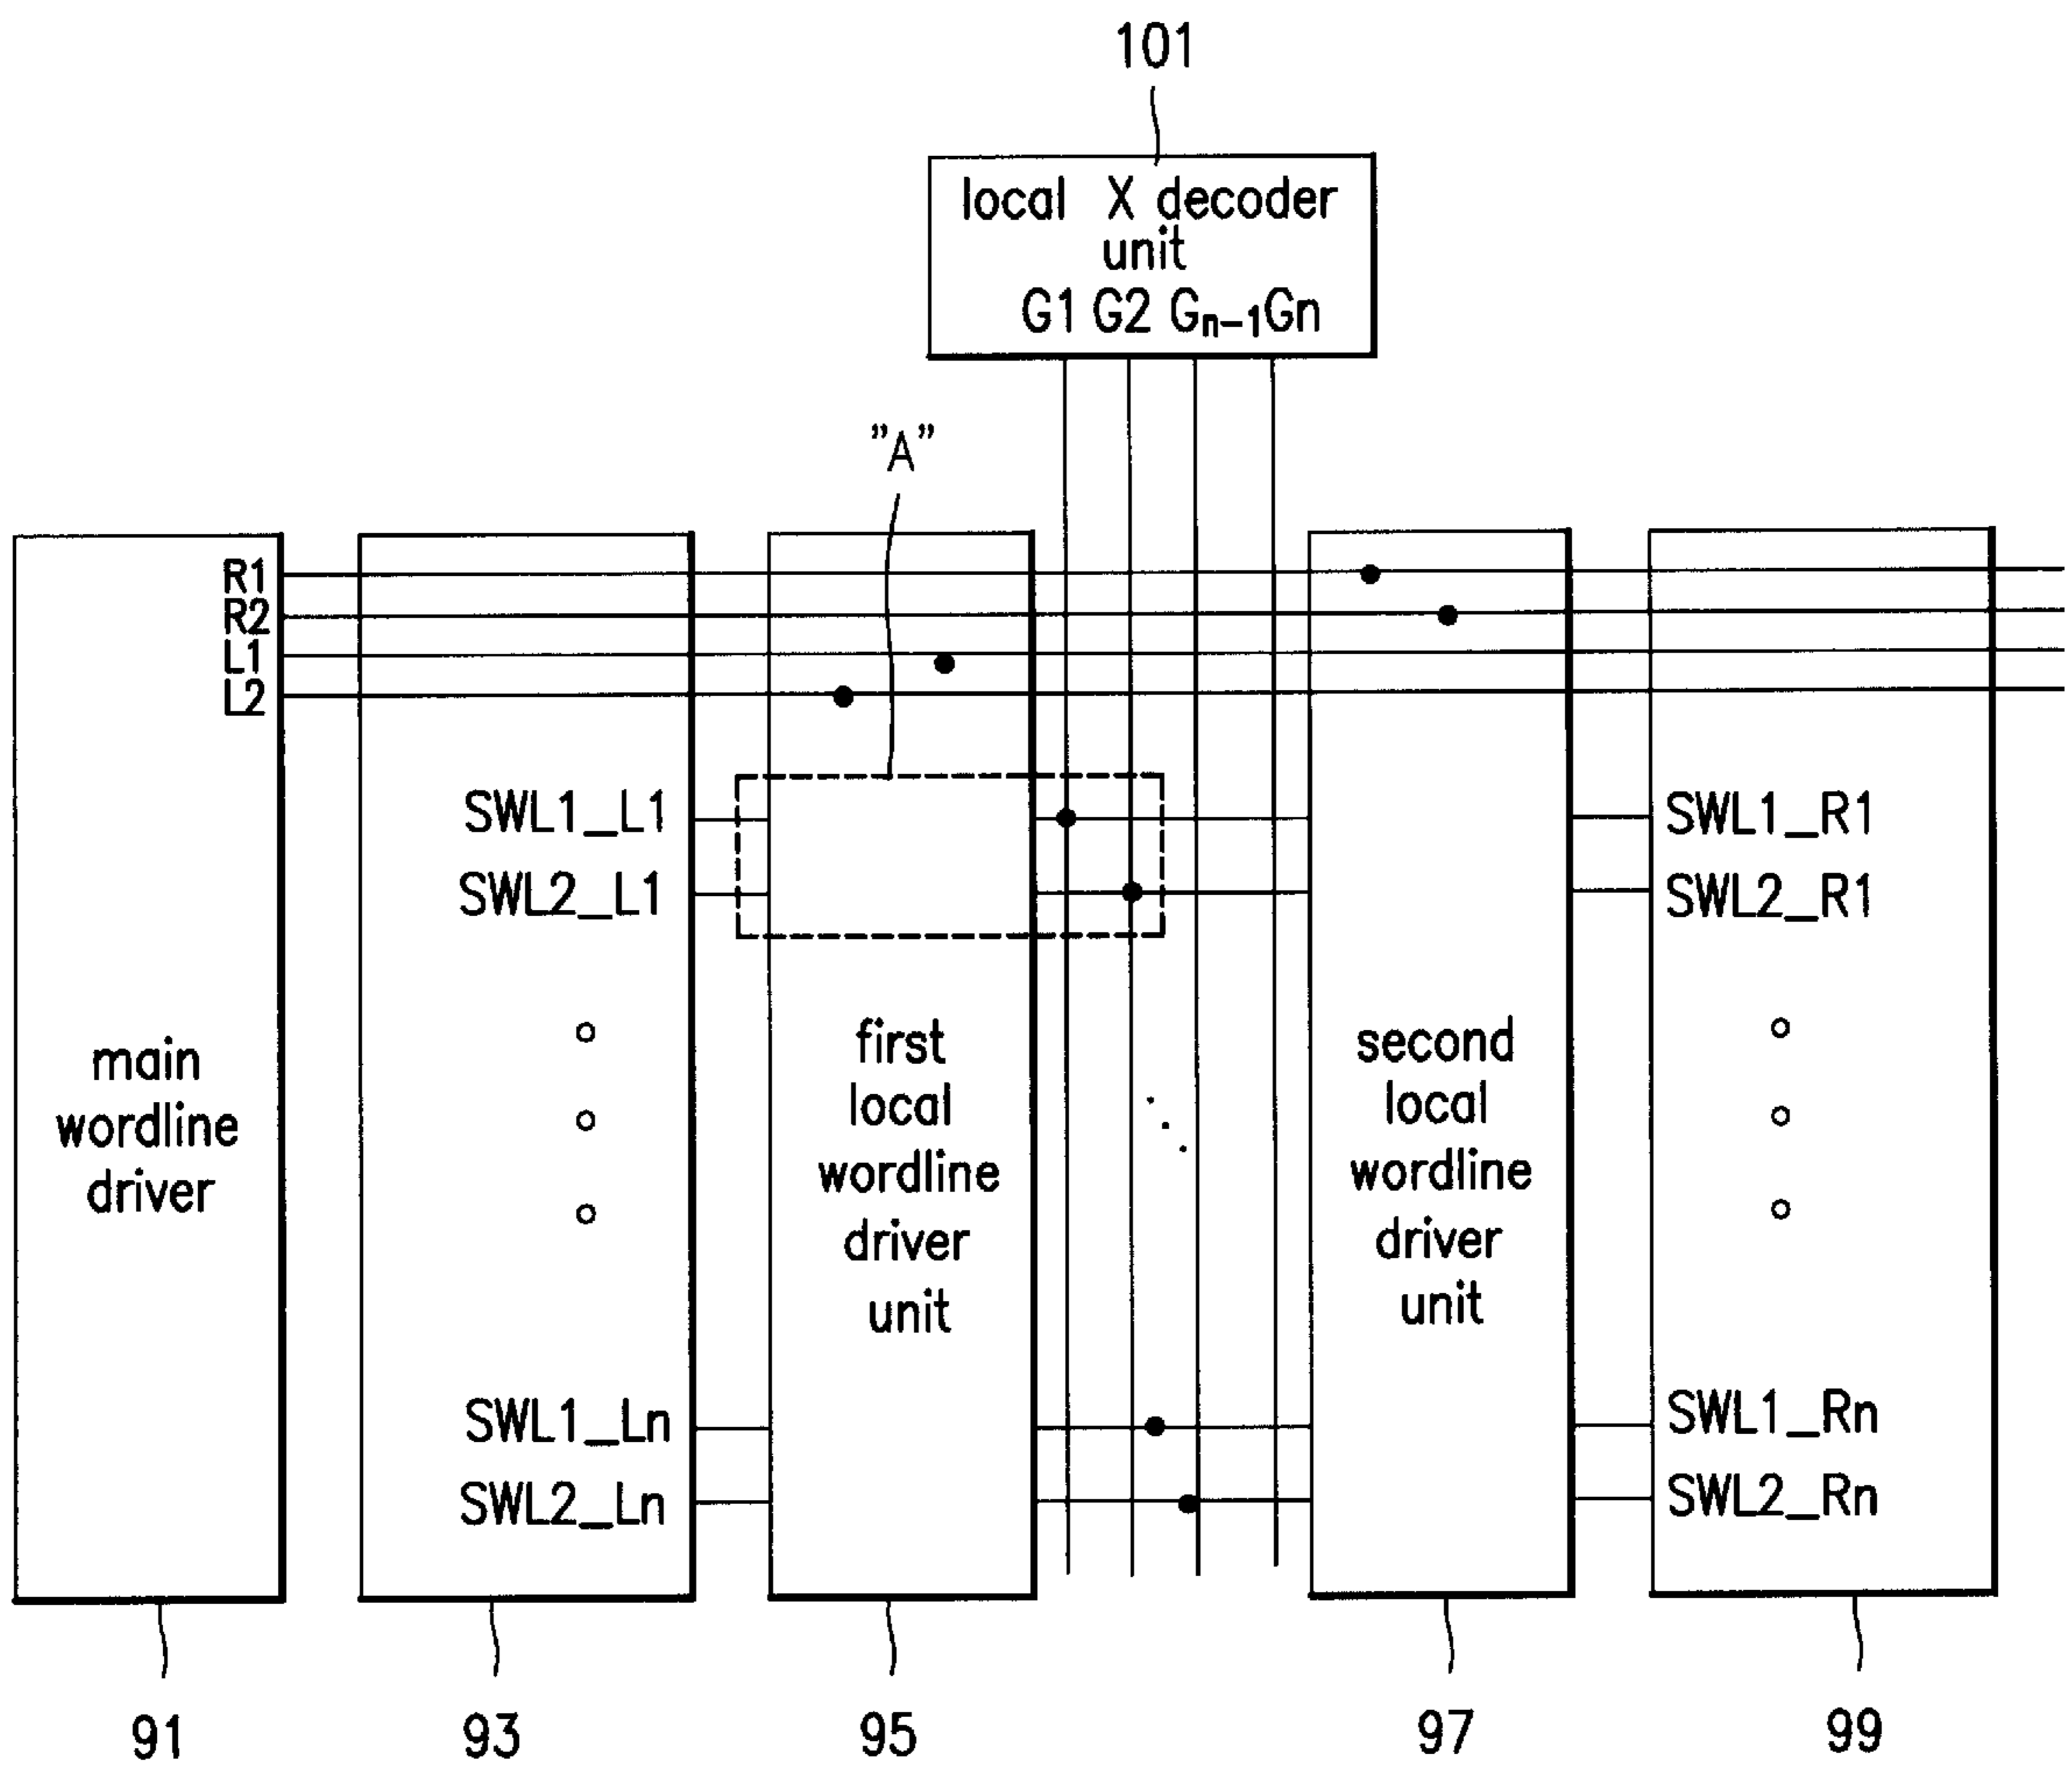 101
local X decoder
unit
G1 G2 Gn-1Gn
"A"
R1
R2
L1
L2
SWL1_L1
SWL2_L1
SWL1_R1
SWL2_R1
main
wordline
driver
first
local
wordline
driver
unit
second
local
wordline
driver
unit
SWL1_Ln
SWL2_Ln
SWL1_Rn
SWL2_Rn
91
93
95
97
99